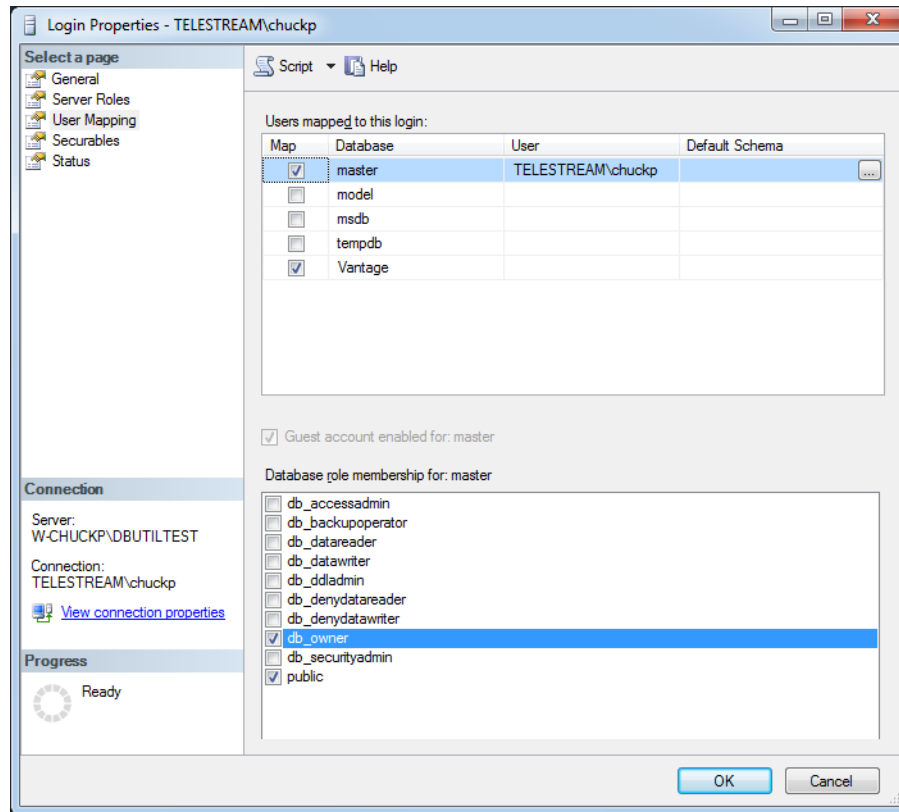 Login Properties - TELESTREAM\chuckp
Select a page
General
Server Roles
User Mapping
Securables
Status
Script
Help
Users mapped to this login:
Map Database User Default Schema
master TELESTREAM\chuckp ...
model
msdb
tempdb
Vantage
Guest account enabled for: master
Database role membership for: master
db_accessadmin
db_backupoperator
db_datareader
db_datawriter
db_ddladmin
db_denydatareader
db_denydatawriter
db_owner
db_securityadmin
public
Connection
Server:
W-CHUCKP\DBUTILTEST
Connection:
TELESTREAM\chuckp
View connection properties
Progress
Ready
OK Cancel